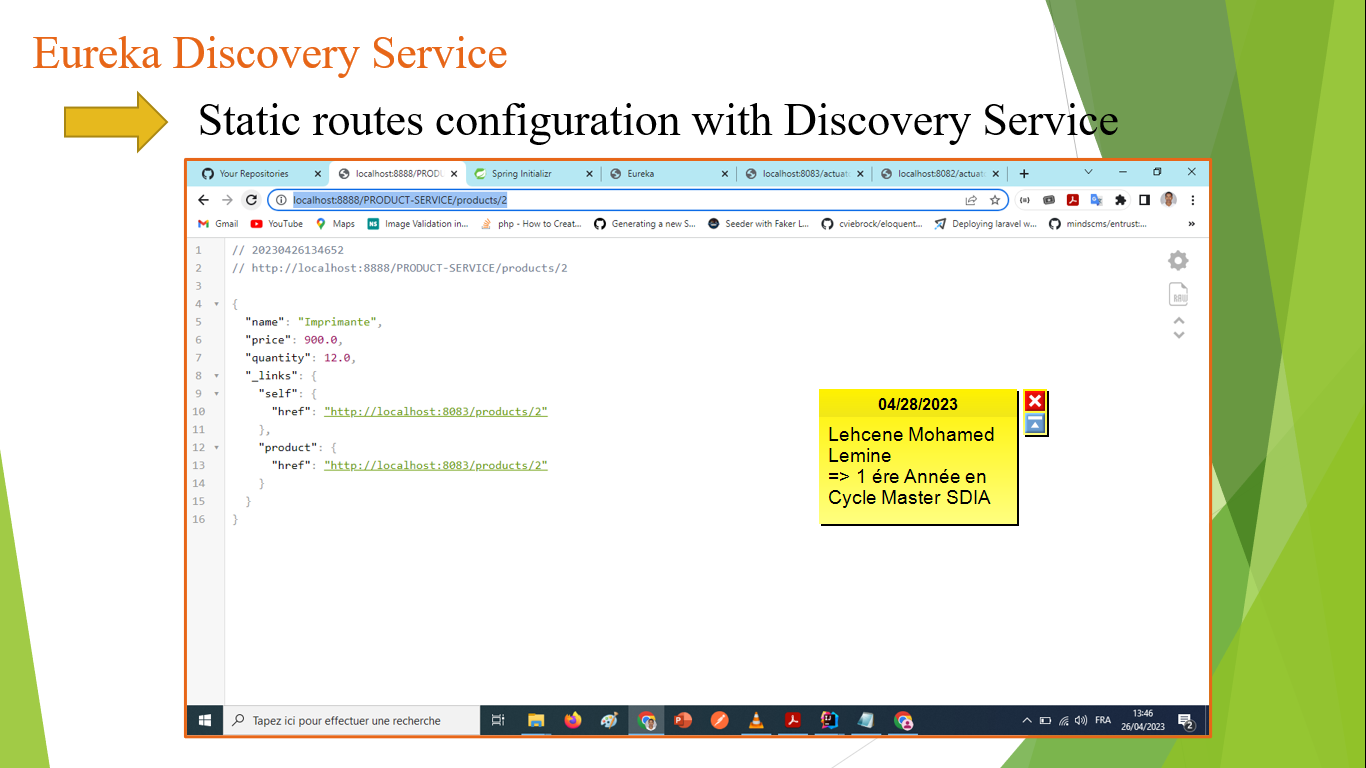 Eureka Discovery Service
Static routes configuration with Discovery Service
Your Repositories
localhost:8888/PRODU
Spring Initializr
Eureka
localhost:8083/actuat
localhost:8082/actuat
localhost:8888/PRODUCT-SERVICE/products/2
Gmail
YouTube
Maps
Image Validation in...
php - How to Creat...
Generating a new S...
Seeder with Faker L...
cviebrock/eloquent...
Deploying laravel w...
mindscms/entrust:...
»
1 // 20230426134652
2 // http://localhost:8888/PRODUCT-SERVICE/products/2
3
4 {
5 "name": "Imprimante",
6 "price": 900.0,
7 "quantity": 12.0,
8 "_links": {
9 "self": {
10 "href": "http://localhost:8083/products/2"
11 },
12 "product": {
13 "href": "http://localhost:8083/products/2"
14 }
15 }
16 }
RAW
04/28/2023
Lehcene Mohamed
Lemine
=> 1 ére Année en
Cycle Master SDIA
Tapez ici pour effectuer une recherche
FRA
13:46
26/04/2023
2